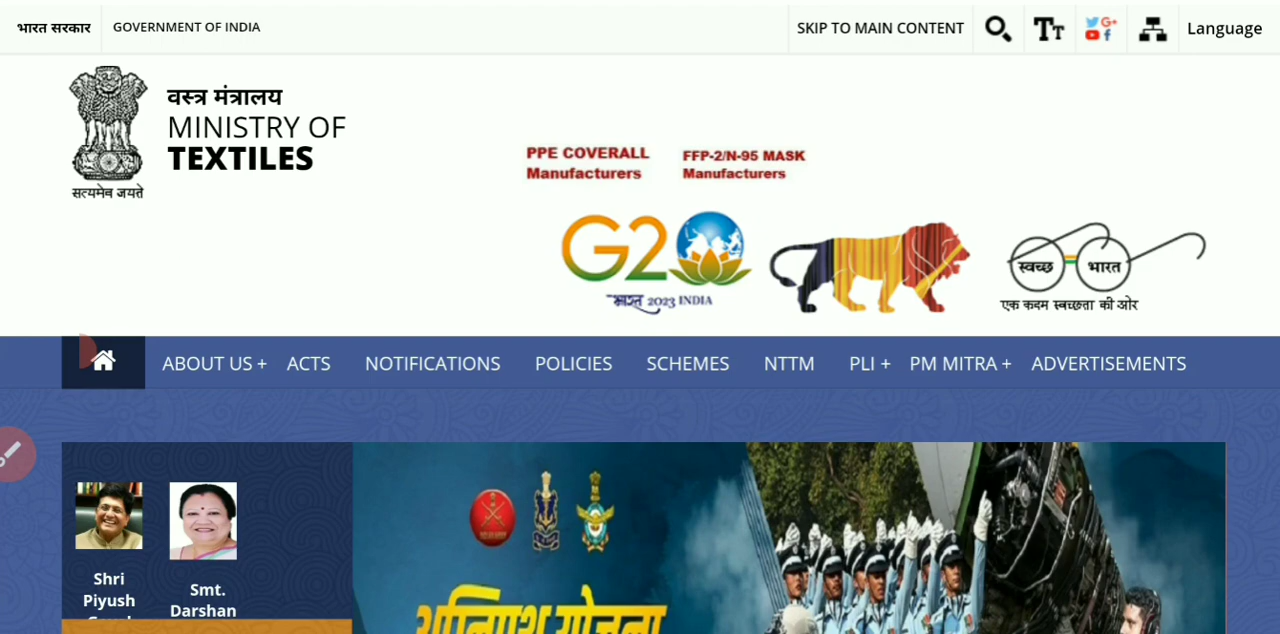 भारत सरकार
GOVERNMENT OF INDIA
SKIP TO MAIN CONTENT
Language
वस्त्र मंत्रालय
MINISTRY OF
TEXTILES
सत्यमेव जयते
PPE COVERALL
Manufacturers
FFP-2/N-95 MASK
Manufacturers
G20
भारत 2023 INDIA
स्वच्छ भारत
एक कदम स्वच्छता की ओर
ABOUT US + ACTS NOTIFICATIONS POLICIES SCHEMES NTTM PLI + PM MITRA + ADVERTISEMENTS
Shri
Piyush
Smt.
Darshan